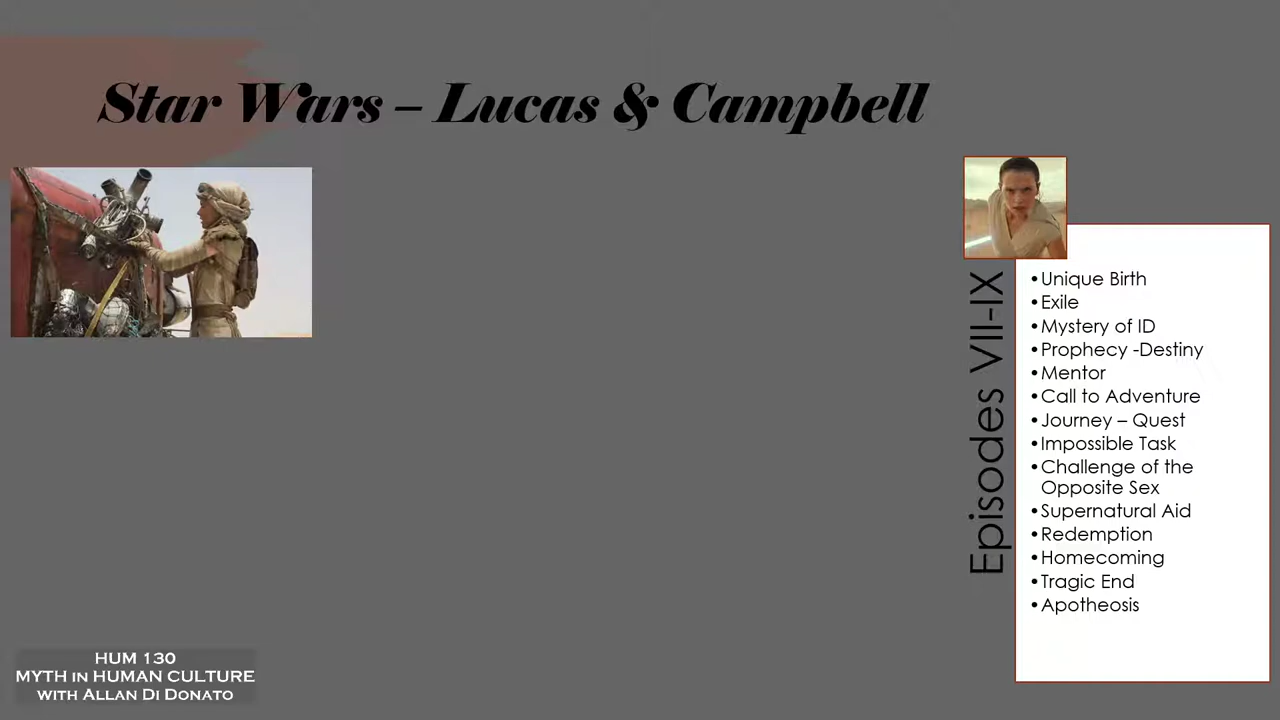 Star Wars – Lucas & Campbell
Episodes VII-IX
•Unique Birth
•Exile
•Mystery of ID
•Prophecy -Destiny
•Mentor
•Call to Adventure
•Journey – Quest
•Impossible Task
•Challenge of the
Opposite Sex
•Supernatural Aid
•Redemption
•Homecoming
•Tragic End
•Apotheosis
HUM 130
MYTH IN HUMAN CULTURE
WITH ALLAN DI DONATO